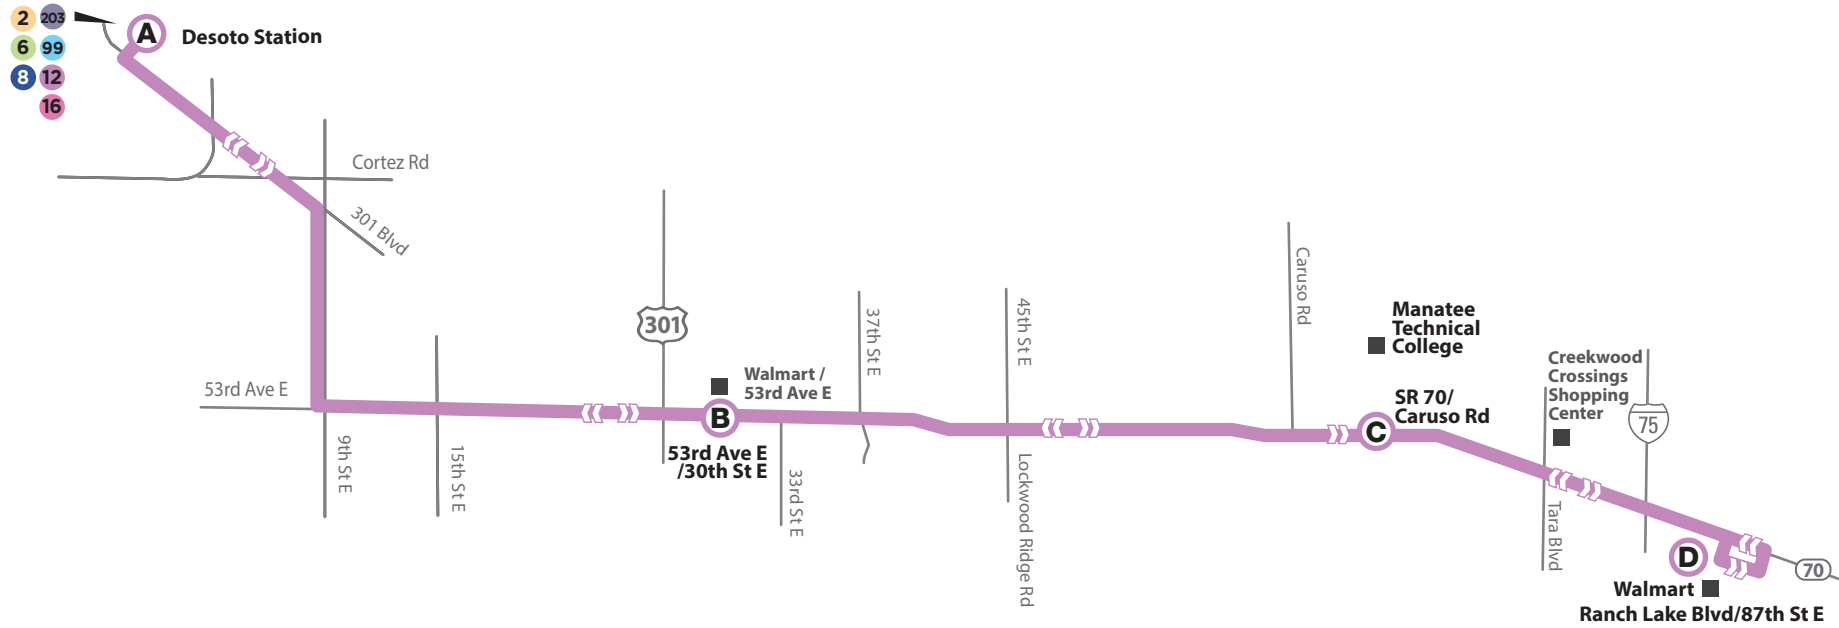 2 203
6 99
8 12
16
A
Desoto Station
Cortez Rd
301 Blvd
53rd Ave E
9th St E
15th St E
301
Walmart /
53rd Ave E
B
53rd Ave E
/30th St E
33rd St E
37th St E
45th St E
Lockwood Ridge Rd
Caruso Rd
Manatee
Technical
College
SR 70/
Caruso Rd
C
Creekwood
Crossings
Shopping
Center
75
Tara Blvd
D
70
Walmart
Ranch Lake Blvd/87th St E